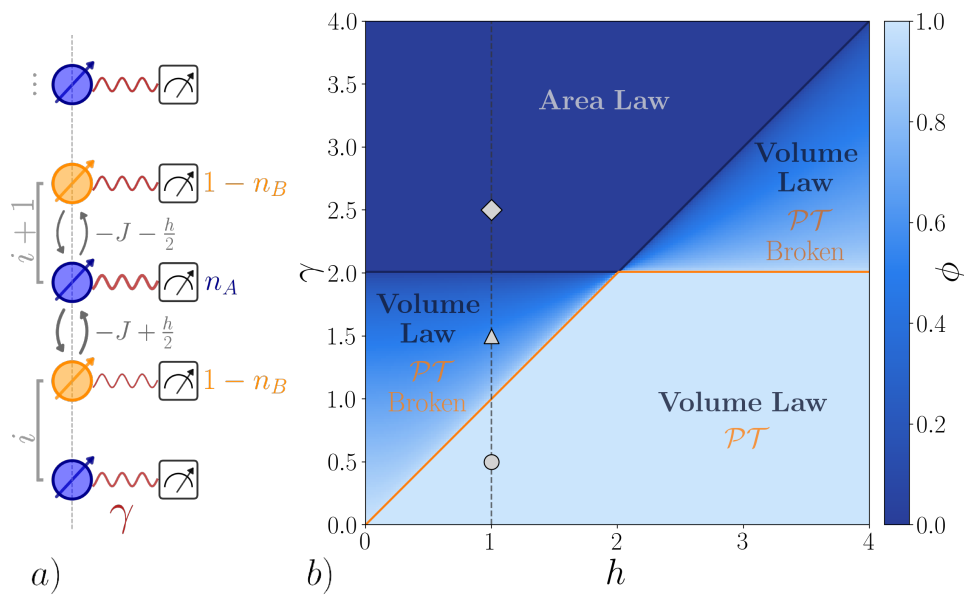 ⋮
1 − n_B
i + 1
−J − h/2
n_A
−J + h/2
1 − n_B
i
γ
a)
4.0
3.5
3.0
2.5
2.0
1.5
1.0
0.5
0.0
γ
Area Law
Volume
Law
PT
Broken
Volume
Law
PT
Broken
Volume Law
PT
0
1
2
3
4
h
b)
1.0
0.8
0.6
0.4
0.2
0.0
ϕ